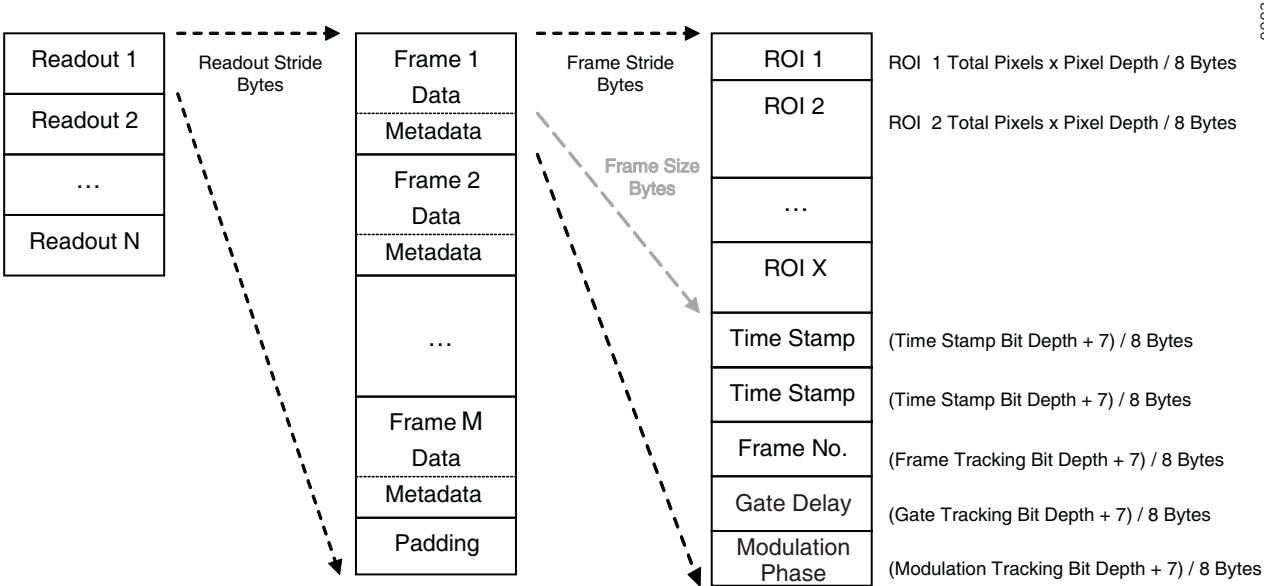 Readout 1
Readout 2
…
Readout N
Readout Stride
Bytes
Frame 1
Data
Metadata
Frame 2
Data
Metadata
…
Frame M
Data
Metadata
Padding
Frame Stride
Bytes
Frame Size
Bytes
ROI 1
ROI 2
…
ROI X
Time Stamp
Time Stamp
Frame No.
Gate Delay
Modulation
Phase
ROI 1 Total Pixels x Pixel Depth / 8 Bytes
ROI 2 Total Pixels x Pixel Depth / 8 Bytes
(Time Stamp Bit Depth + 7) / 8 Bytes
(Time Stamp Bit Depth + 7) / 8 Bytes
(Frame Tracking Bit Depth + 7) / 8 Bytes
(Gate Tracking Bit Depth + 7) / 8 Bytes
(Modulation Tracking Bit Depth + 7) / 8 Bytes